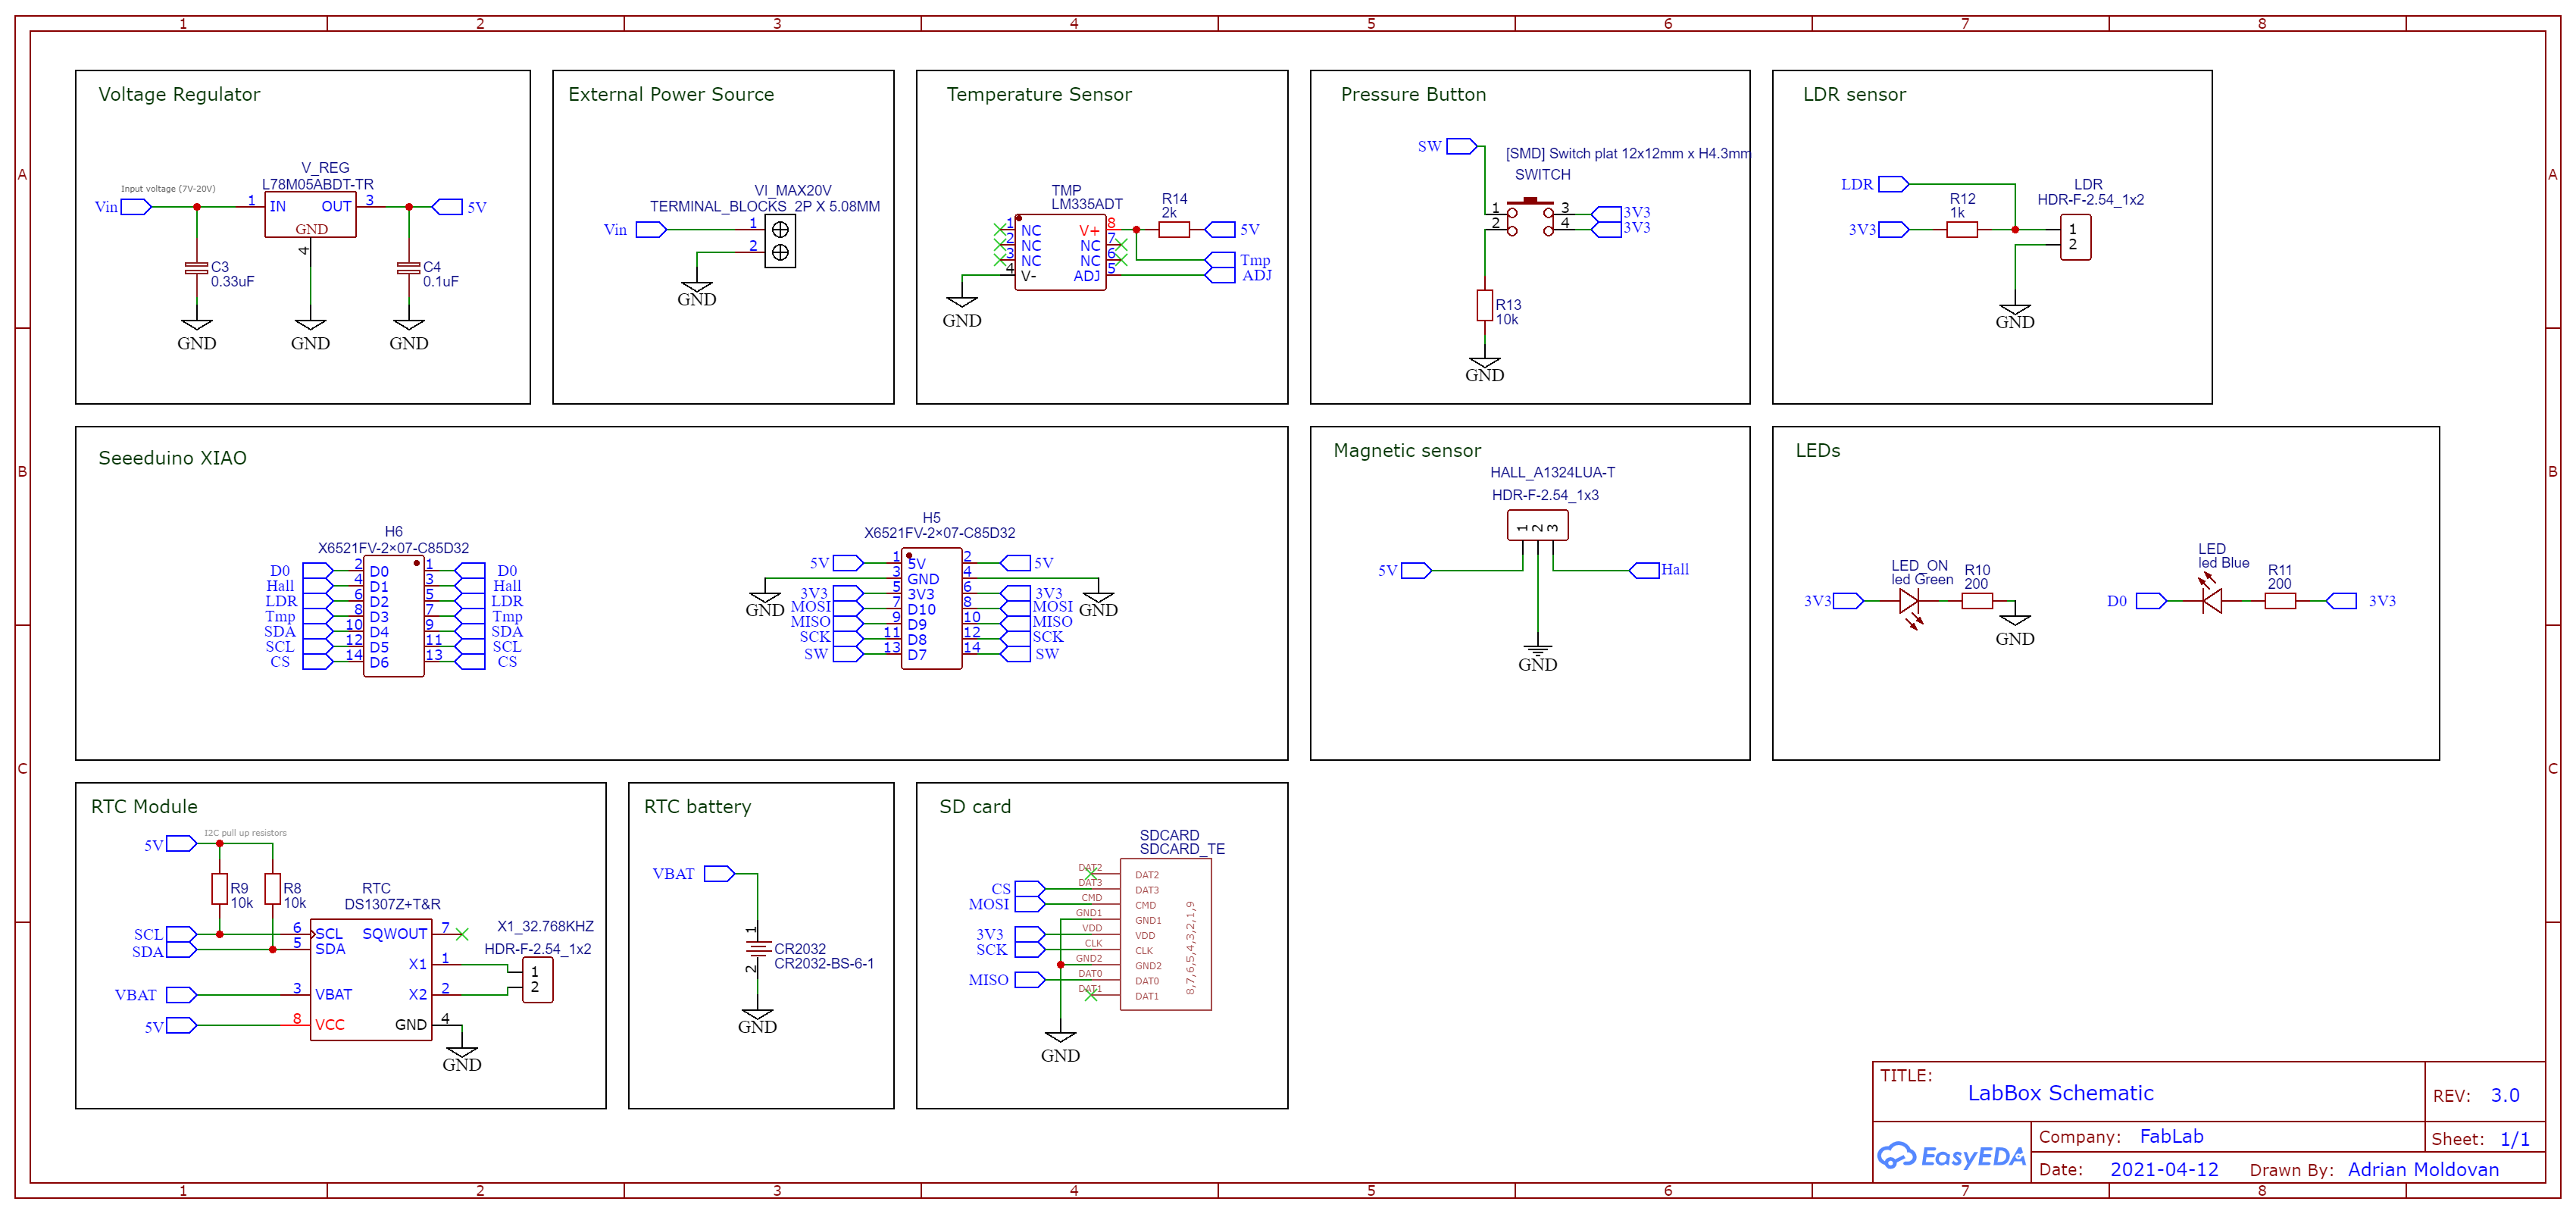 1 2 3 4 5 6 7 8
A
B
C
A
B
C
Voltage Regulator
V_REG
L78M05ABDT-TR
Input voltage (7V-20V)
Vin
1 IN OUT 3
5V
GND
4
C3
0.33uF
C4
0.1uF
GND GND GND
External Power Source
VI_MAX20V
TERMINAL_BLOCKS_2P X 5.08MM
Vin
1
2
GND
Temperature Sensor
TMP
LM335ADT
R14
2k
1 NC V+ 8
5V
2 NC NC 7
3 NC NC 6
Tmp
4 V- ADJ 5
ADJ
GND
Pressure Button
SW
[SMD] Switch plat 12x12mm x H4.3mm
SWITCH
1 3 3V3
2 4 3V3
R13
10k
GND
LDR sensor
LDR
LDR
HDR-F-2.54_1x2
R12
1k
3V3
1
2
GND
Seeeduino XIAO
H6
X6521FV-2×07-C85D32
D0 2 D0 1 D0
Hall 4 D1 3 Hall
LDR 6 D2 5 LDR
Tmp 8 D3 7 Tmp
SDA 10 D4 9 SDA
SCL 12 D5 11 SCL
CS 14 D6 13 CS
H5
X6521FV-2×07-C85D32
5V 1 5V 2 5V
GND 3 GND 4 GND
3V3 5 3V3 6 3V3
MOSI 7 D10 8 MOSI
MISO 9 D9 10 MISO
SCK 11 D8 12 SCK
SW 13 D7 14 SW
Magnetic sensor
HALL_A1324LUA-T
HDR-F-2.54_1x3
1 2 3
5V
Hall
GND
LEDs
LED_ON
led Green
R10
200
3V3
GND
LED
led Blue
R11
200
D0
3V3
RTC Module
I2C pull up resistors
5V
R9
10k
R8
10k
RTC
DS1307Z+T&R
SCL 6 SCL SQWOUT 7
SDA 5 SDA
X1 1
VBAT 3 VBAT X2 2
5V 8 VCC GND 4
X1_32.768KHZ
HDR-F-2.54_1x2
1
2
GND
RTC battery
VBAT
1
2
CR2032
CR2032-BS-6-1
GND
SD card
SDCARD
SDCARD_TE
DAT2 DAT2
CS DAT3 DAT3
MOSI CMD CMD
GND1 GND1
3V3 VDD VDD
SCK CLK CLK
GND2 GND2
MISO DAT0 DAT0
DAT1 DAT1
8,7,6,5,4,3,2,1,9
GND
TITLE:
LabBox Schematic
REV: 3.0
EasyEDA
Company: FabLab
Sheet: 1/1
Date: 2021-04-12 Drawn By: Adrian Moldovan
1 2 3 4 5 6 7 8